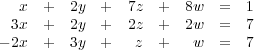 x + 2y + 7z + 8w = 1
3x + 2y + 2z + 2w = 7
−2x + 3y + z + w = 7